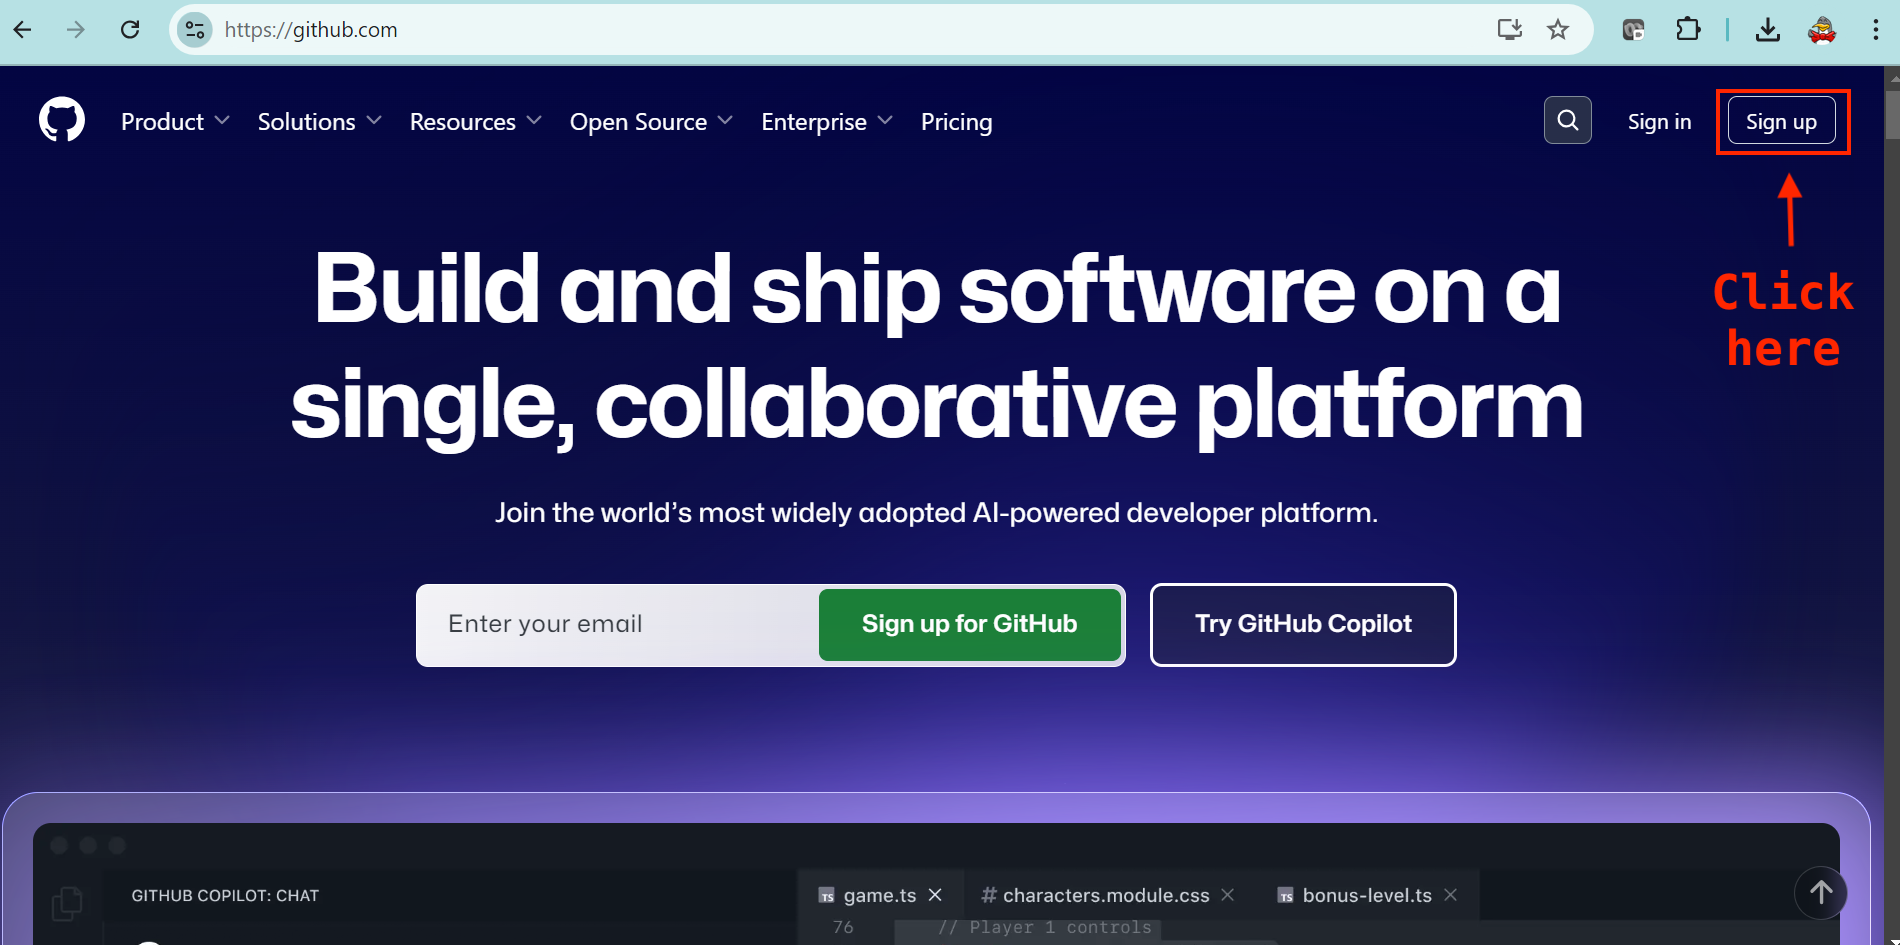 https://github.com
Product
Solutions
Resources
Open Source
Enterprise
Pricing
Sign in
Sign up
Click
here
Build and ship software on a
single, collaborative platform
Join the world’s most widely adopted AI-powered developer platform.
Enter your email
Sign up for GitHub
Try GitHub Copilot
GITHUB COPILOT: CHAT
TS game.ts
# characters.module.css
TS bonus-level.ts
76 // Player 1 controls